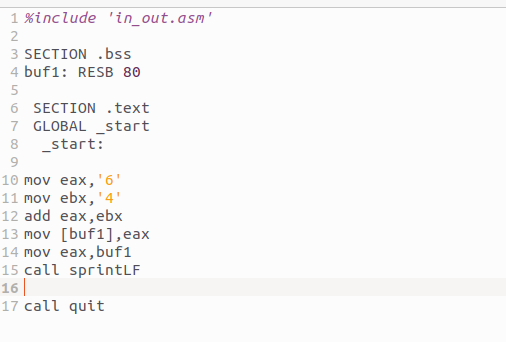 1 %include 'in_out.asm'
2
3 SECTION .bss
4 buf1: RESB 80
5
6  SECTION .text
7  GLOBAL _start
8   _start:
9
10 mov eax,'6'
11 mov ebx,'4'
12 add eax,ebx
13 mov [buf1],eax
14 mov eax,buf1
15 call sprintLF
16
17 call quit